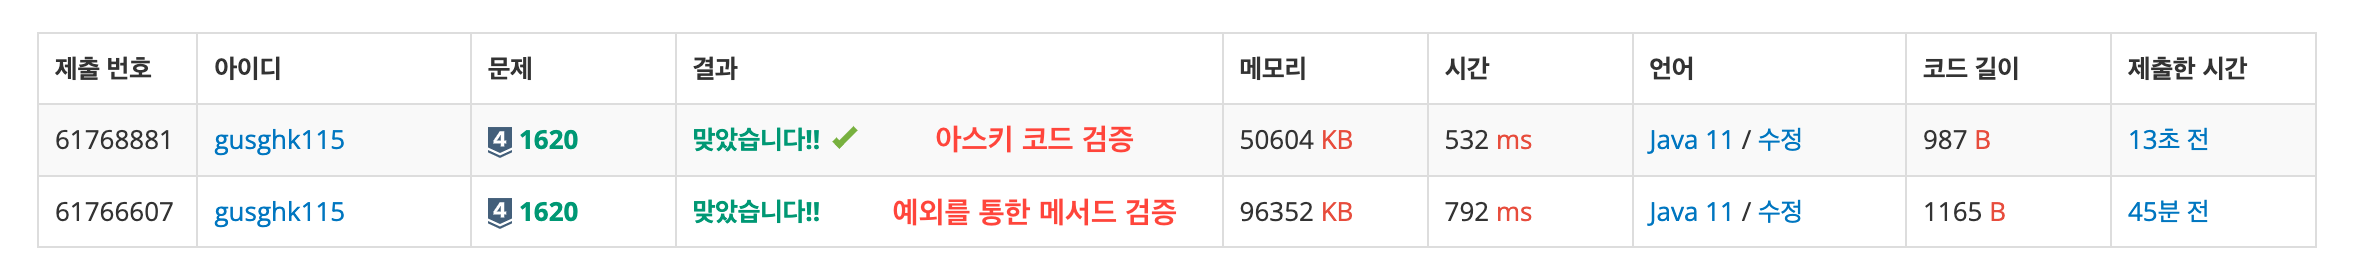 제출 번호 아이디 문제 결과 메모리 시간 언어 코드 길이 제출한 시간
61768881 gusghk115 4 1620 맞았습니다!! 아스키 코드 검증 50604 KB 532 ms Java 11 / 수정 987 B 13초 전
61766607 gusghk115 4 1620 맞았습니다!! 예외를 통한 메서드 검증 96352 KB 792 ms Java 11 / 수정 1165 B 45분 전